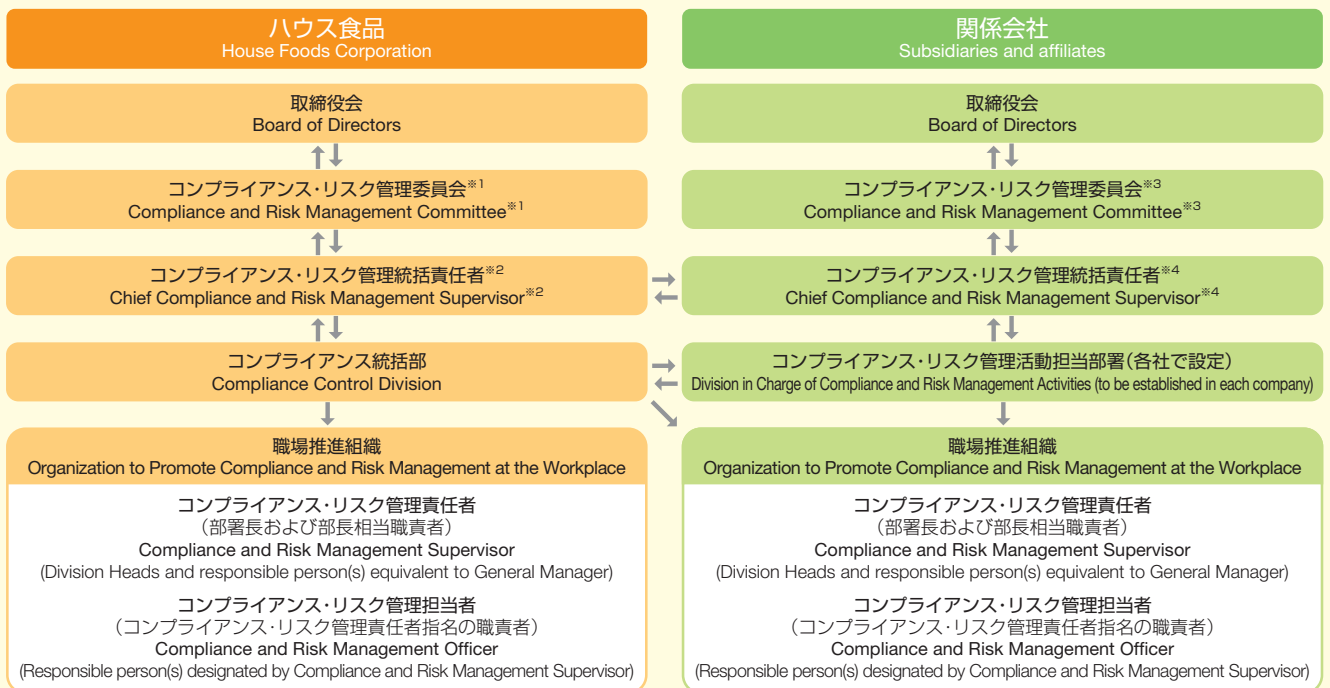 ハウス食品
House Foods Corporation
取締役会
Board of Directors
コンプライアンス・リスク管理委員会※1
Compliance and Risk Management Committee※1
コンプライアンス・リスク管理統括責任者※2
Chief Compliance and Risk Management Supervisor※2
コンプライアンス統括部
Compliance Control Division
職場推進組織
Organization to Promote Compliance and Risk Management at the Workplace
コンプライアンス・リスク管理責任者
（部署長および部長相当職責者）
Compliance and Risk Management Supervisor
(Division Heads and responsible person(s) equivalent to General Manager)
コンプライアンス・リスク管理担当者
（コンプライアンス・リスク管理責任者指名の職責者）
Compliance and Risk Management Officer
(Responsible person(s) designated by Compliance and Risk Management Supervisor)
関係会社
Subsidiaries and affiliates
取締役会
Board of Directors
コンプライアンス・リスク管理委員会※3
Compliance and Risk Management Committee※3
コンプライアンス・リスク管理統括責任者※4
Chief Compliance and Risk Management Supervisor※4
コンプライアンス・リスク管理活動担当部署（各社で設定）
Division in Charge of Compliance and Risk Management Activities (to be established in each company)
職場推進組織
Organization to Promote Compliance and Risk Management at the Workplace
コンプライアンス・リスク管理責任者
（部署長および部長相当職責者）
Compliance and Risk Management Supervisor
(Division Heads and responsible person(s) equivalent to General Manager)
コンプライアンス・リスク管理担当者
（コンプライアンス・リスク管理責任者指名の職責者）
Compliance and Risk Management Officer
(Responsible person(s) designated by Compliance and Risk Management Supervisor)